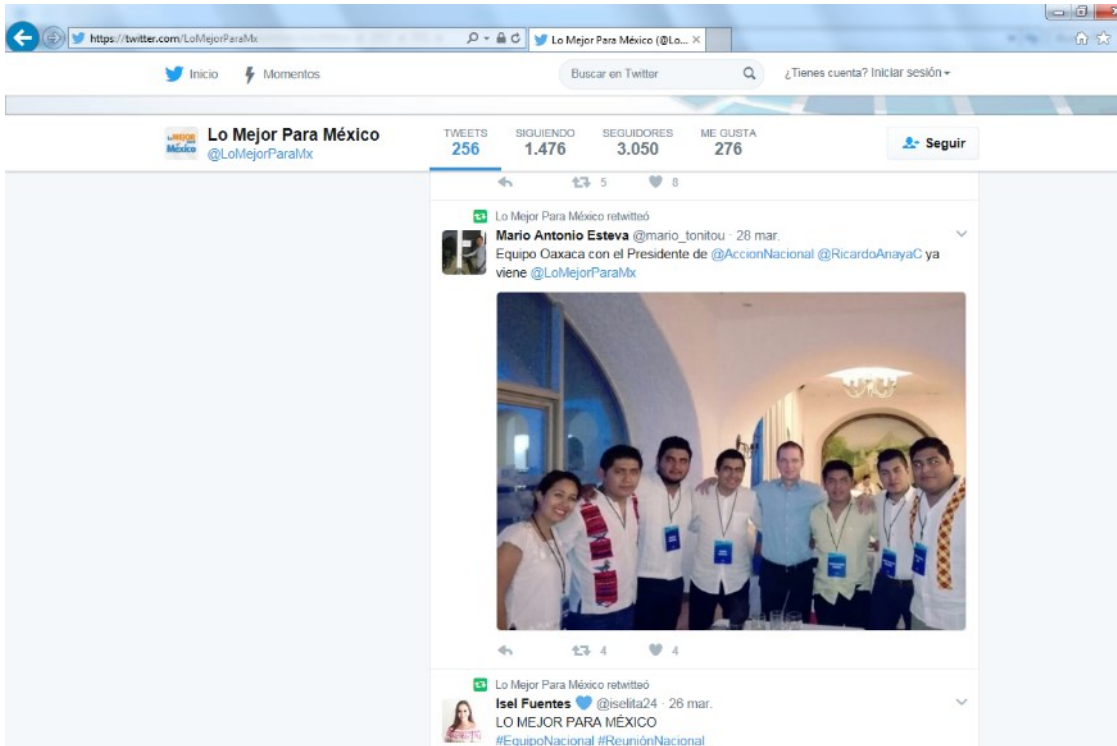 https://twitter.com/LoMejorParaMx
Lo Mejor Para México (@Lo...
Inicio
Momentos
Buscar en Twitter
¿Tienes cuenta? Iniciar sesión
Lo MEJOR
México
Lo Mejor Para México
@LoMejorParaMx
TWEETS
256
SIGUIENDO
1.476
SEGUIDORES
3.050
ME GUSTA
276
Seguir
5
8
Lo Mejor Para México retwitteó
Mario Antonio Esteva @mario_tonitou · 28 mar.
Equipo Oaxaca con el Presidente de @AccionNacional @RicardoAnayaC ya
viene @LoMejorParaMx
4
4
Lo Mejor Para México retwitteó
Isel Fuentes @iselita24 · 26 mar.
LO MEJOR PARA MÉXICO
#EquipoNacional #ReuniónNacional